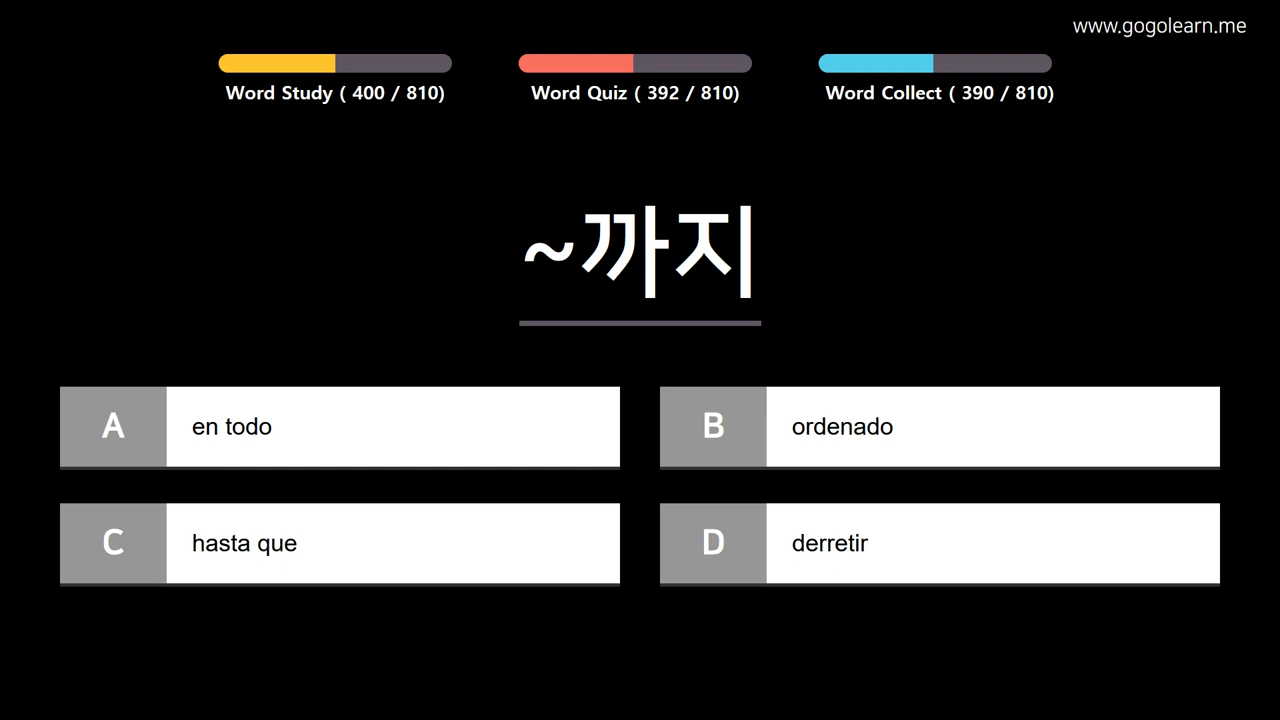 www.gogolearn.me
Word Study ( 400 / 810)
Word Quiz ( 392 / 810)
Word Collect ( 390 / 810)
~까지
A
en todo
B
ordenado
C
hasta que
D
derretir